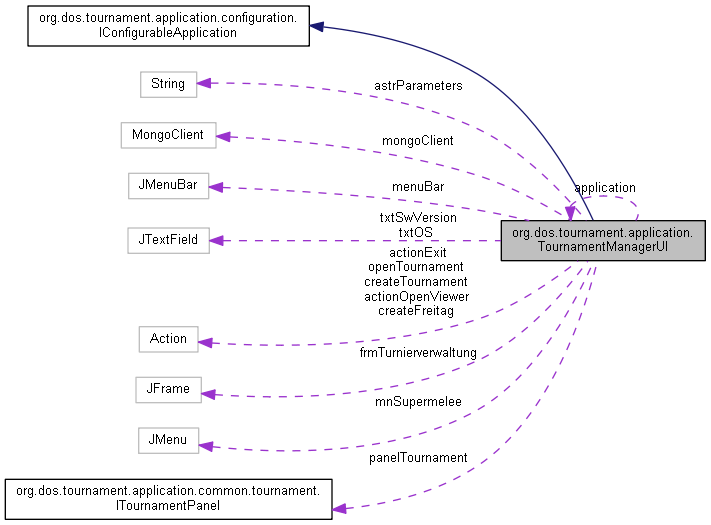 org.dos.tournament.application.configuration.
IConfigurableApplication
String
astrParameters
MongoClient
mongoClient
JMenuBar
menuBar
application
JTextField
txtSwVersion
txtOS
org.dos.tournament.application.
TournamentManagerUI
actionExit
openTournament
createTournament
actionOpenViewer
createFreitag
Action
frmTurnierverwaltung
JFrame
mnSupermelee
JMenu
panelTournament
org.dos.tournament.application.common.tournament.
ITournamentPanel